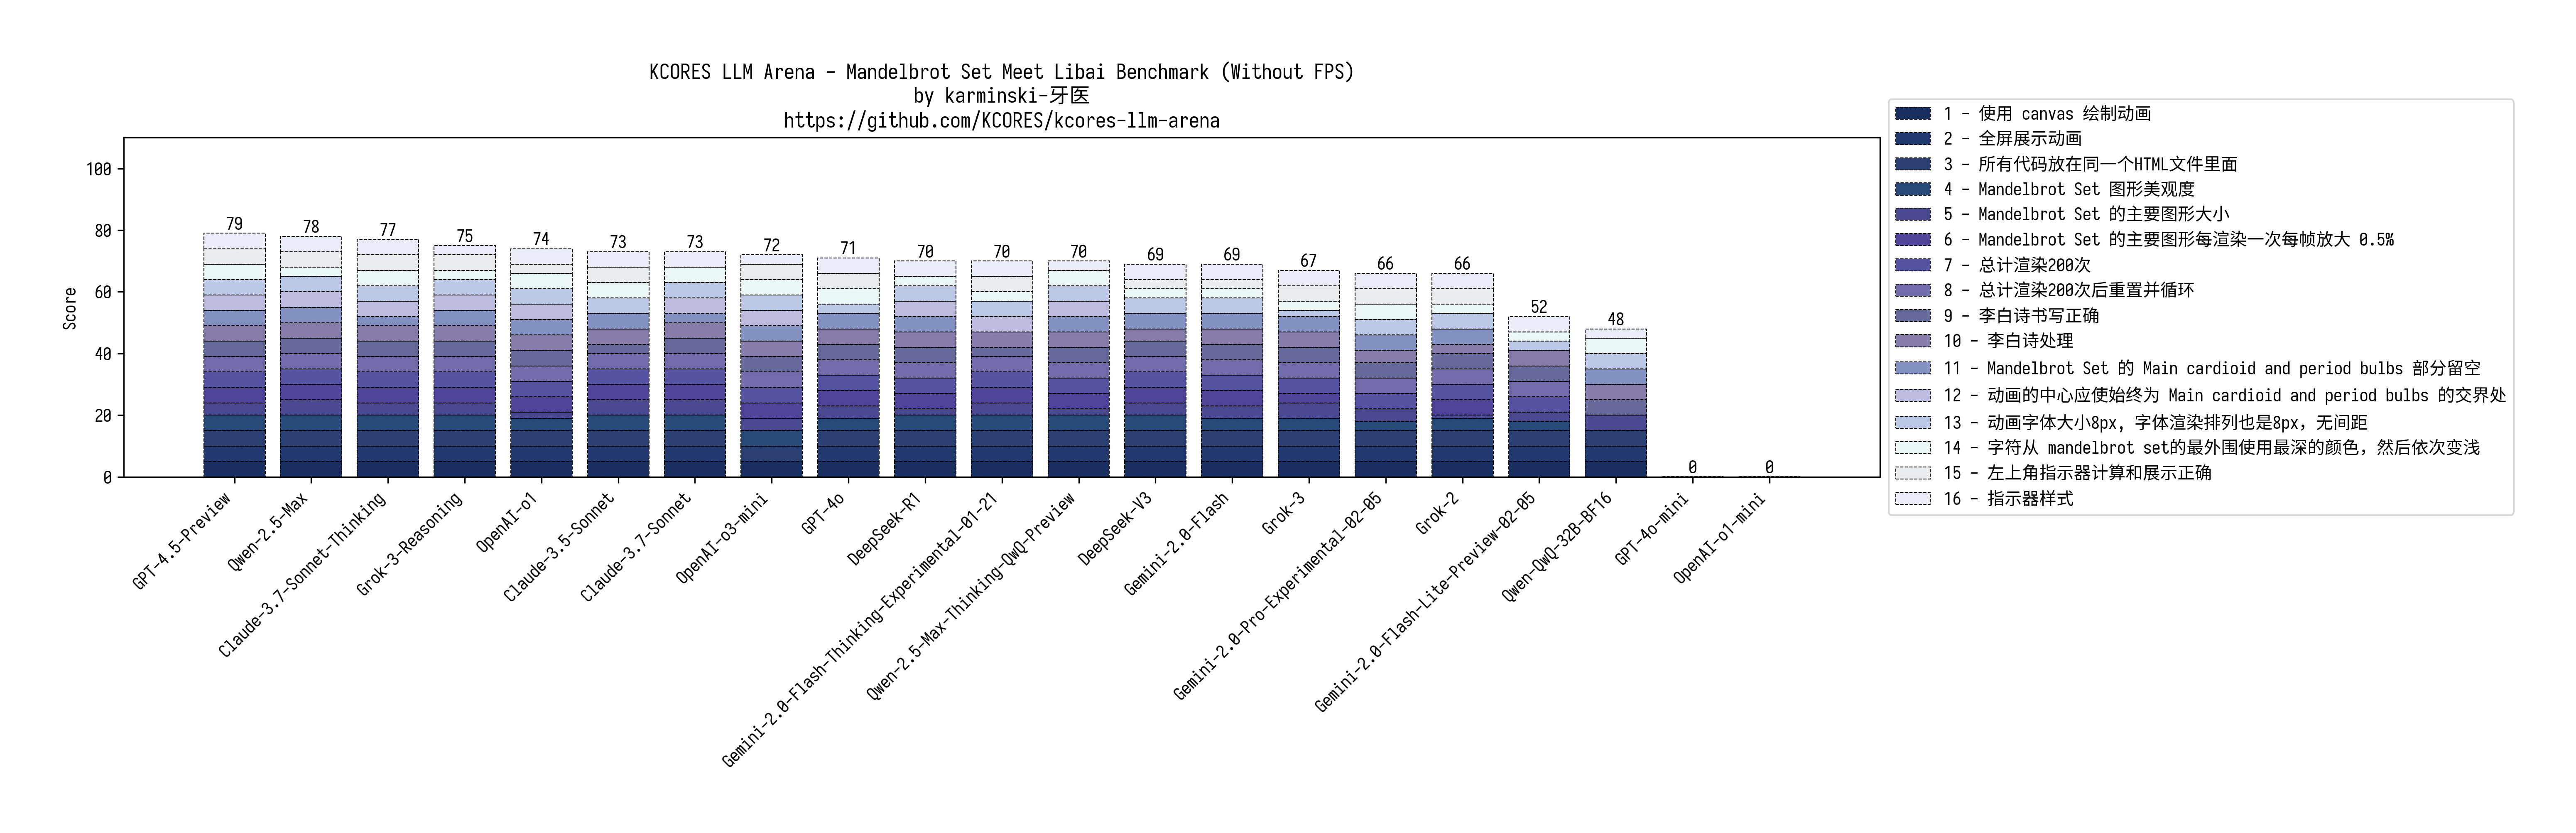 KCORES LLM Arena - Mandelbrot Set Meet Libai Benchmark (Without FPS)
by karminski-牙医
https://github.com/KCORES/kcores-llm-arena
Score
100
80
60
40
20
0
79
78
77
75
74
73
73
72
71
70
70
70
69
69
67
66
66
52
48
0
0
GPT-4.5-Preview
Qwen-2.5-Max
Claude-3.7-Sonnet-Thinking
Grok-3-Reasoning
OpenAI-o1
Claude-3.5-Sonnet
Claude-3.7-Sonnet
OpenAI-o3-mini
GPT-4o
DeepSeek-R1
Gemini-2.0-Flash-Thinking-Experimental-01-21
Qwen-2.5-Max-Thinking-QwQ-Preview
DeepSeek-V3
Gemini-2.0-Flash
Grok-3
Gemini-2.0-Pro-Experimental-02-05
Grok-2
Gemini-2.0-Flash-Lite-Preview-02-05
Qwen-QwQ-32B-BF16
GPT-4o-mini
OpenAI-o1-mini
1 - 使用 canvas 绘制动画
2 - 全屏展示动画
3 - 所有代码放在同一个HTML文件里面
4 - Mandelbrot Set 图形美观度
5 - Mandelbrot Set 的主要图形大小
6 - Mandelbrot Set 的主要图形每渲染一次每帧放大 0.5%
7 - 总计渲染200次
8 - 总计渲染200次后重置并循环
9 - 李白诗书写正确
10 - 李白诗处理
11 - Mandelbrot Set 的 Main cardioid and period bulbs 部分留空
12 - 动画的中心应使始终为 Main cardioid and period bulbs 的交界处
13 - 动画字体大小8px，字体渲染排列也是8px，无间距
14 - 字符从 mandelbrot set的最外围使用最深的颜色，然后依次变浅
15 - 左上角指示器计算和展示正确
16 - 指示器样式